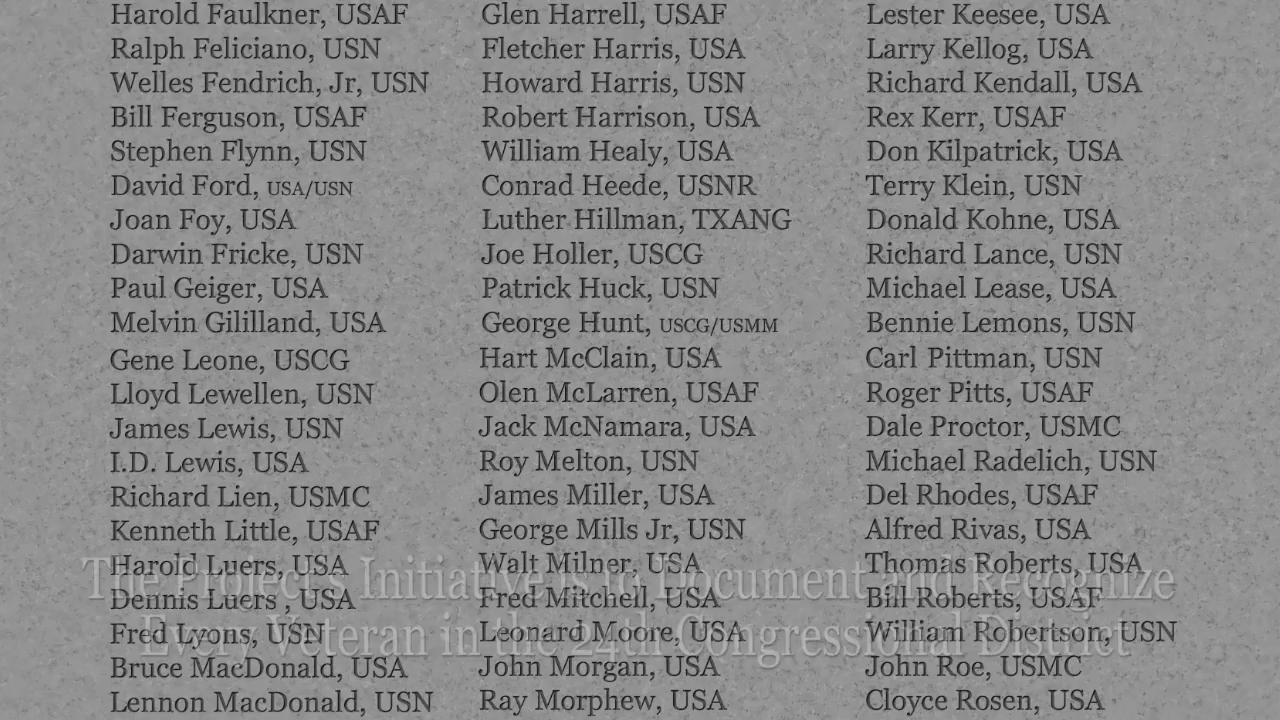 Harold Faulkner, USAF
Ralph Feliciano, USN
Welles Fendrich, Jr, USN
Bill Ferguson, USAF
Stephen Flynn, USN
David Ford, USA/USN
Joan Foy, USA
Darwin Fricke, USN
Paul Geiger, USA
Melvin Gililland, USA
Gene Leone, USCG
Lloyd Lewellen, USN
James Lewis, USN
I.D. Lewis, USA
Richard Lien, USMC
Kenneth Little, USAF
Harold Luers, USA
Dennis Luers , USA
Fred Lyons, USN
Bruce MacDonald, USA
Lennon MacDonald, USN
Glen Harrell, USAF
Fletcher Harris, USA
Howard Harris, USN
Robert Harrison, USA
William Healy, USA
Conrad Heede, USNR
Luther Hillman, TXANG
Joe Holler, USCG
Patrick Huck, USN
George Hunt, USCG/USMM
Hart McClain, USA
Olen McLarren, USAF
Jack McNamara, USA
Roy Melton, USN
James Miller, USA
George Mills Jr, USN
Walt Milner, USA
Fred Mitchell, USA
Leonard Moore, USA
John Morgan, USA
Ray Morphew, USA
Lester Keesee, USA
Larry Kellog, USA
Richard Kendall, USA
Rex Kerr, USAF
Don Kilpatrick, USA
Terry Klein, USN
Donald Kohne, USA
Richard Lance, USN
Michael Lease, USA
Bennie Lemons, USN
Carl Pittman, USN
Roger Pitts, USAF
Dale Proctor, USMC
Michael Radelich, USN
Del Rhodes, USAF
Alfred Rivas, USA
Thomas Roberts, USA
Bill Roberts, USAF
William Robertson, USN
John Roe, USMC
Cloyce Rosen, USA
The Project's Initiative is to Document and Recognize
Every Veteran in the 24th Congressional District